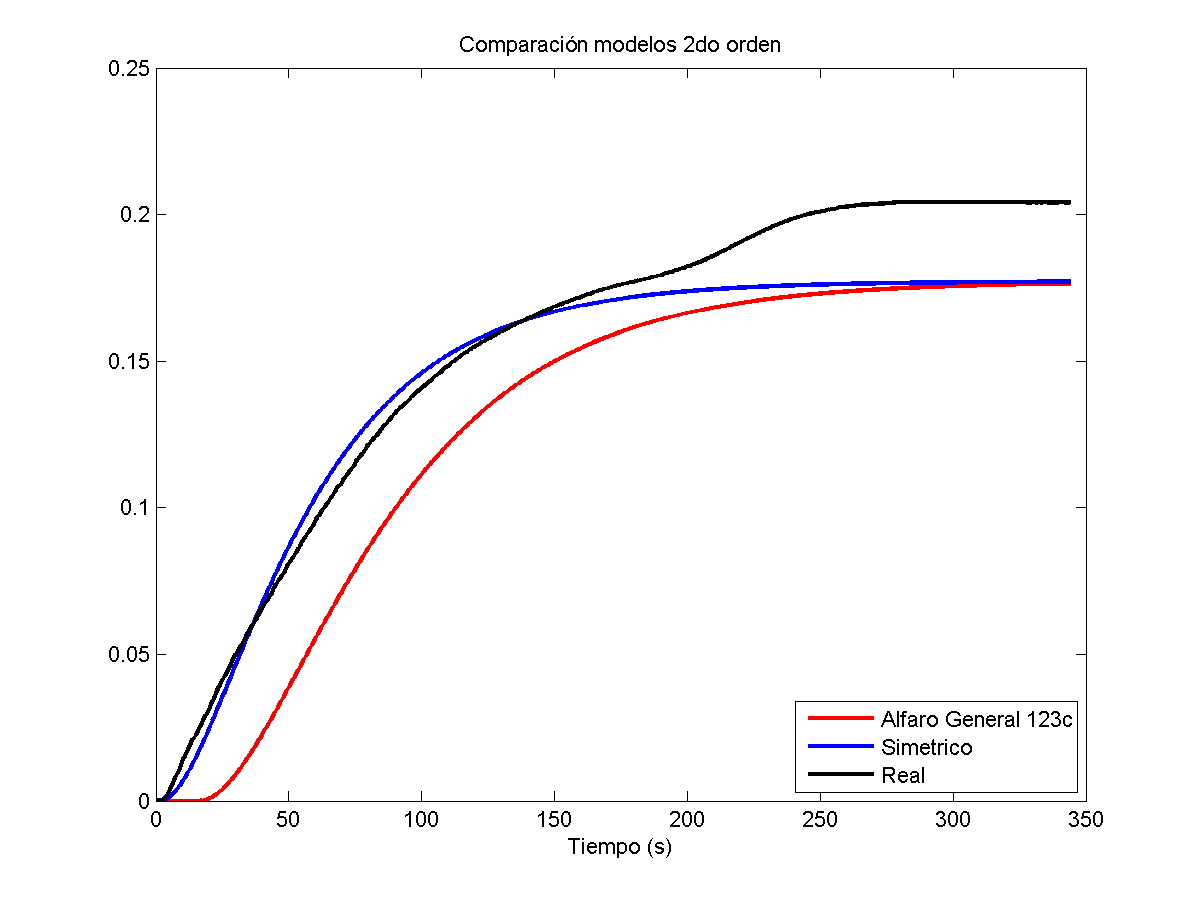 Comparación modelos 2do orden
0.25
0.2
0.15
0.1
0.05
0
0 50 100 150 200 250 300 350
Tiempo (s)
Alfaro General 123c
Simetrico
Real